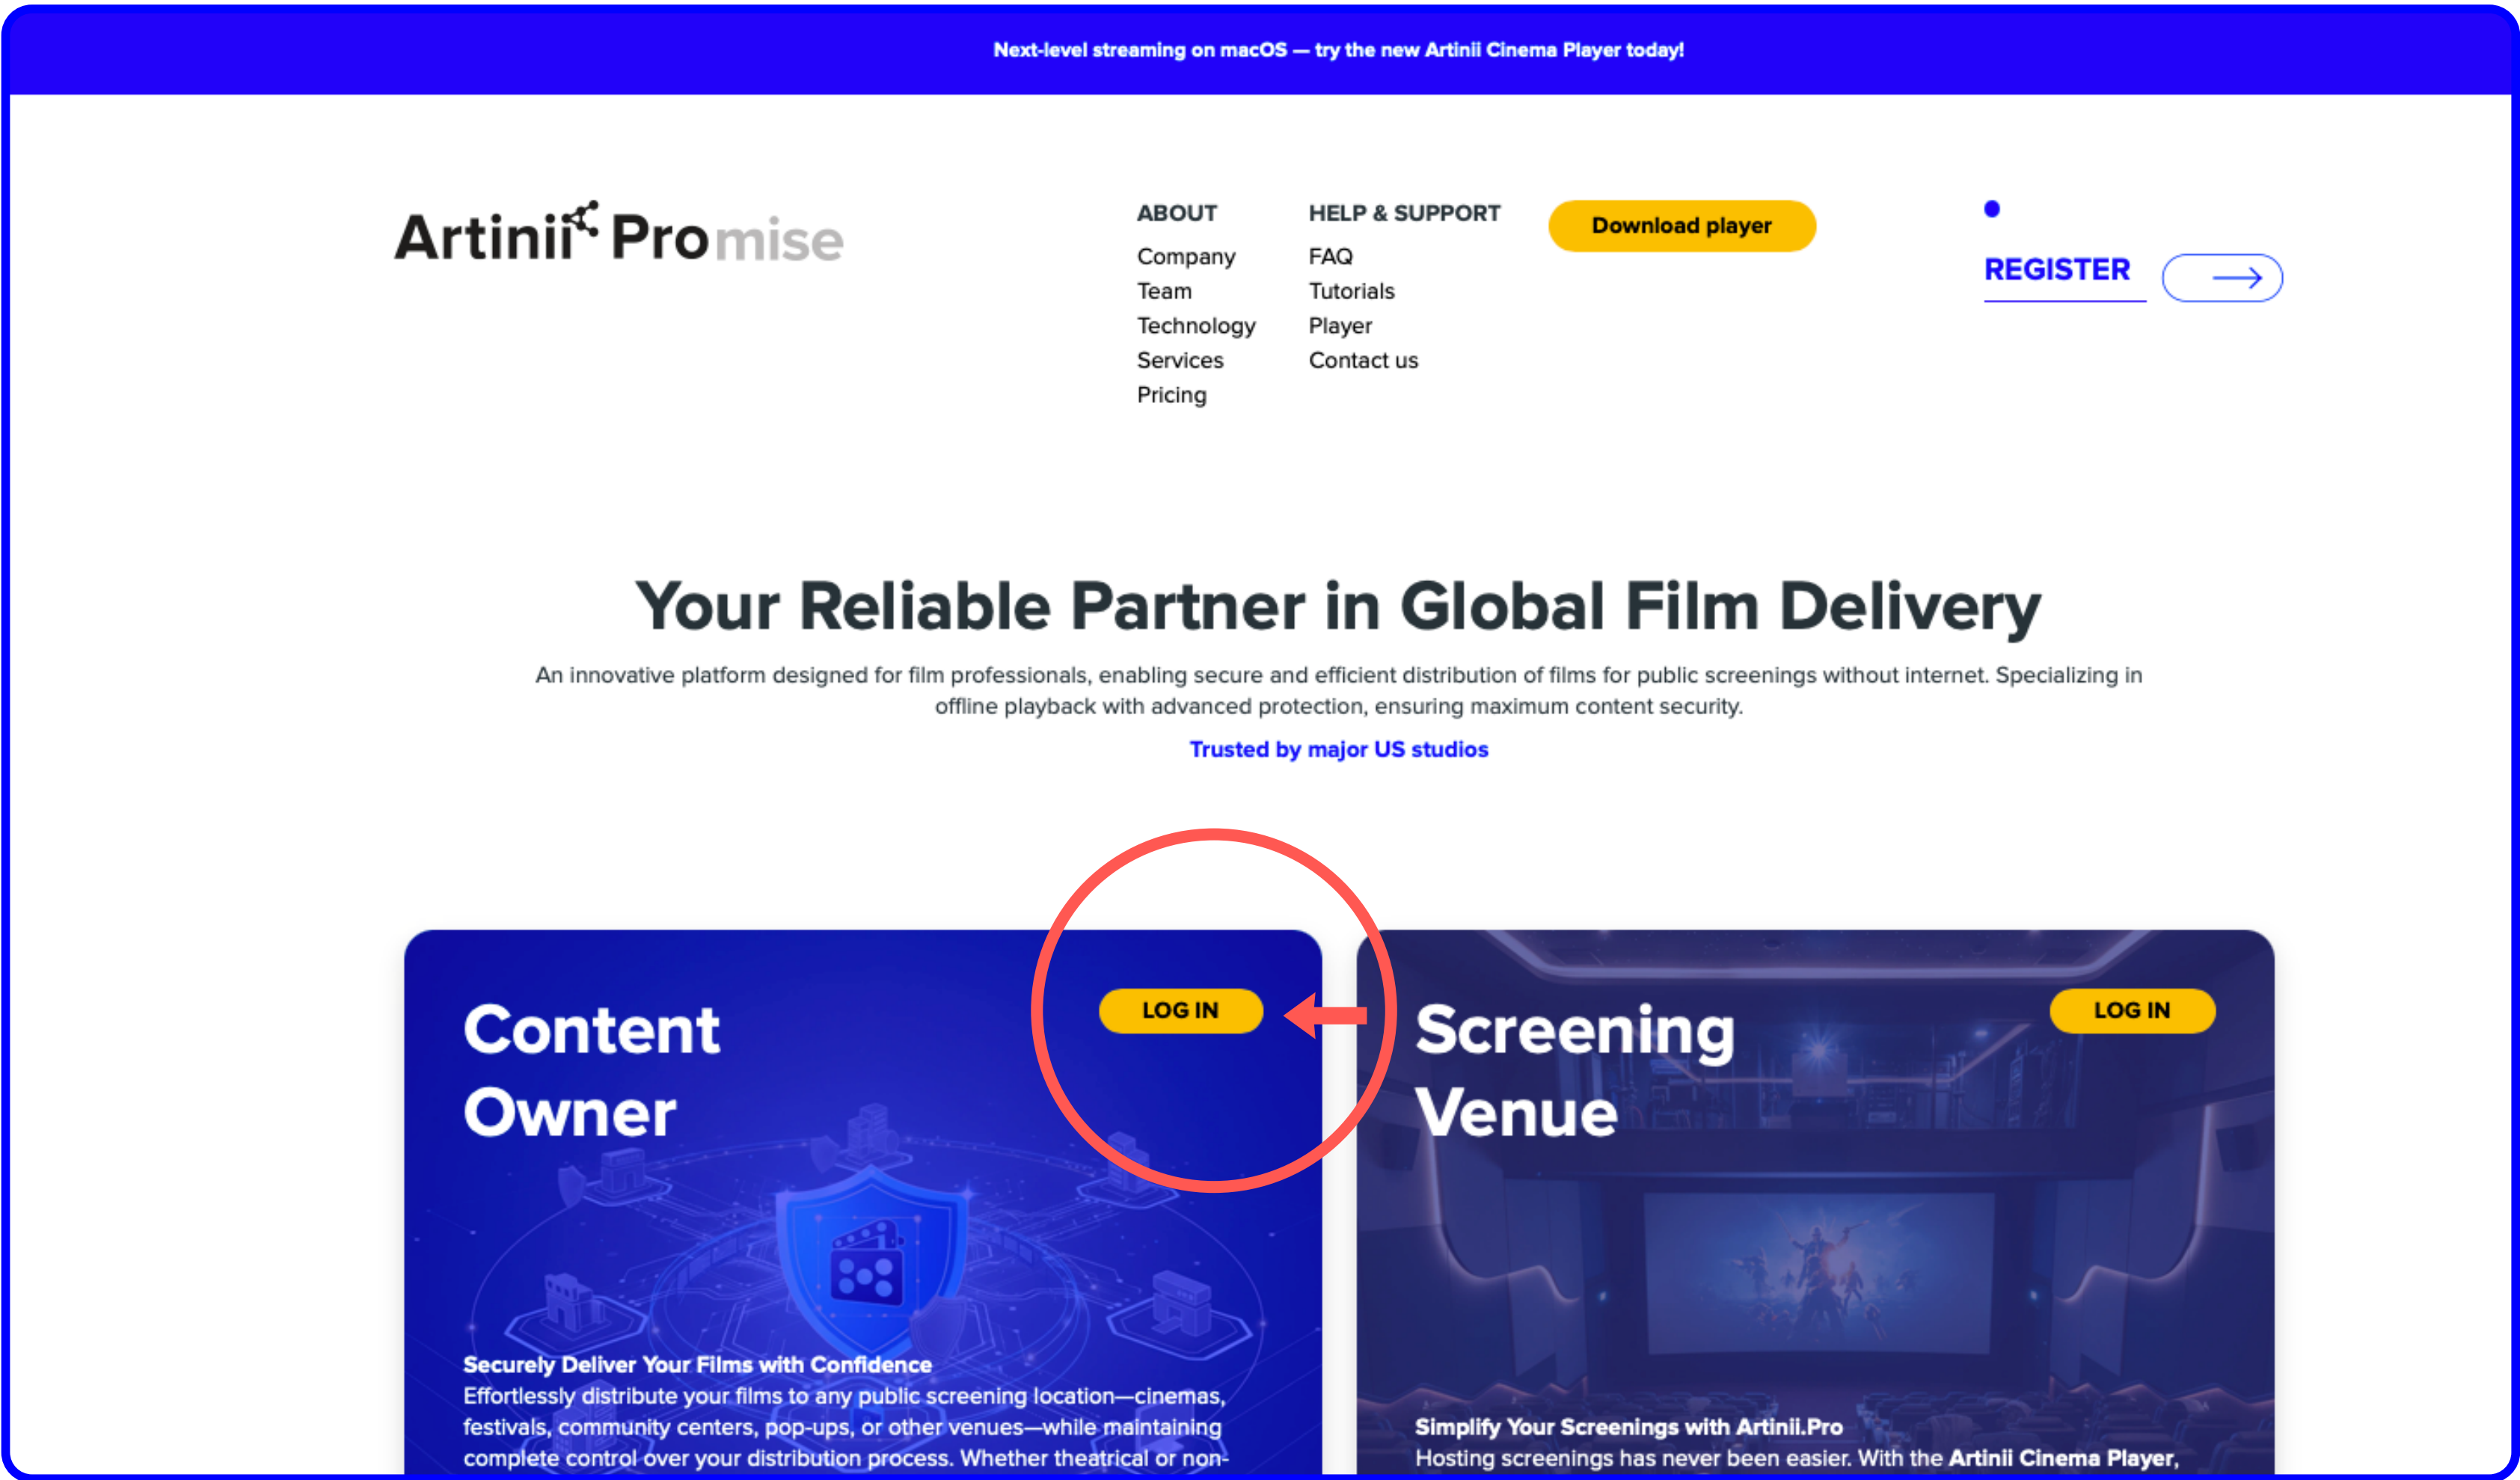 Next-level streaming on macOS — try the new Artinii Cinema Player today!
Artinii Promise
ABOUT
Company
Team
Technology
Services
Pricing
HELP & SUPPORT
FAQ
Tutorials
Player
Contact us
Download player
REGISTER
Your Reliable Partner in Global Film Delivery
An innovative platform designed for film professionals, enabling secure and efficient distribution of films for public screenings without internet. Specializing in
offline playback with advanced protection, ensuring maximum content security.
Trusted by major US studios
Content
Owner
LOG IN
Securely Deliver Your Films with Confidence
Effortlessly distribute your films to any public screening location—cinemas,
festivals, community centers, pop-ups, or other venues—while maintaining
complete control over your distribution process. Whether theatrical or non-
Screening
Venue
LOG IN
Simplify Your Screenings with Artinii.Pro
Hosting screenings has never been easier. With the Artinii Cinema Player,